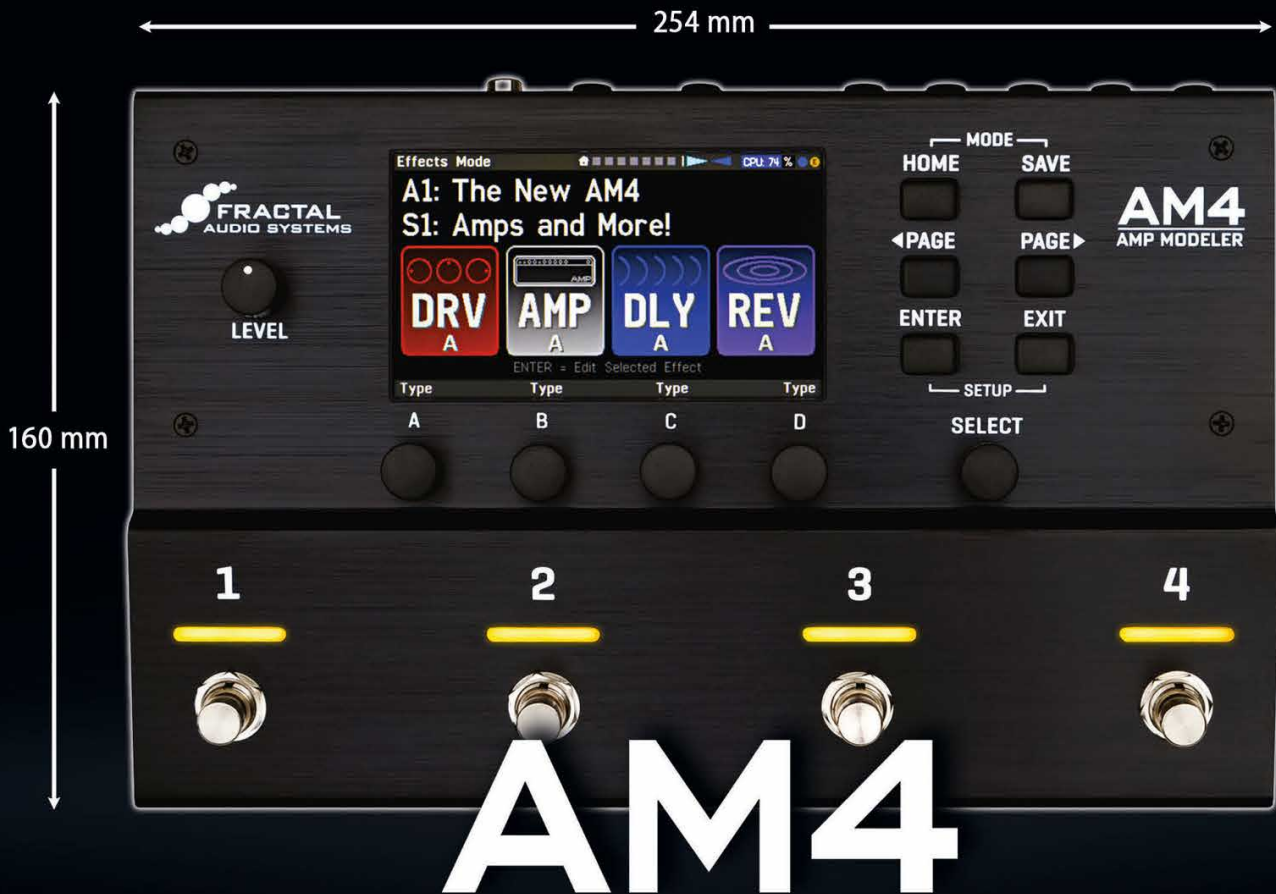 254 mm
160 mm
FRACTAL
AUDIO SYSTEMS
LEVEL
Effects Mode
CPU: 74 %
A1: The New AM4
S1: Amps and More!
DRV
A
AMP
AMP
A
DLY
A
REV
A
ENTER = Edit Selected Effect
Type Type Type Type
A B C D
MODE
HOME SAVE
◀PAGE PAGE▶
ENTER EXIT
SETUP
SELECT
AM4
AMP MODELER
1 2 3 4
AM4